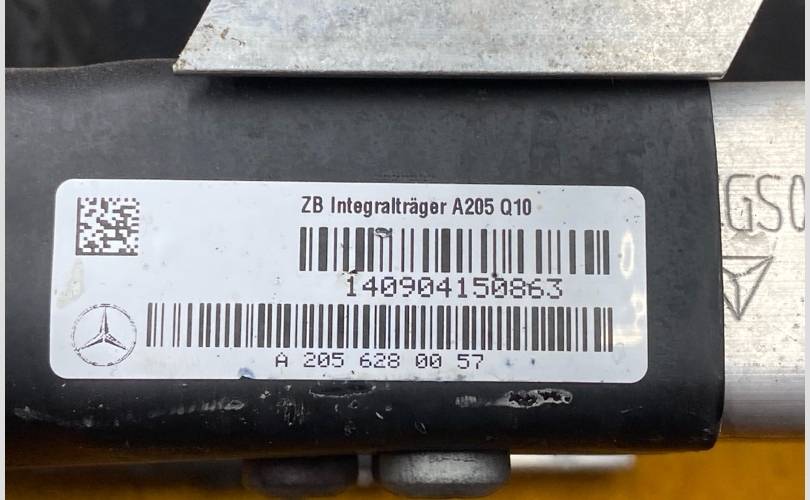 ZB Integralträger A205 Q10
140904150863
A 205 628 00 57